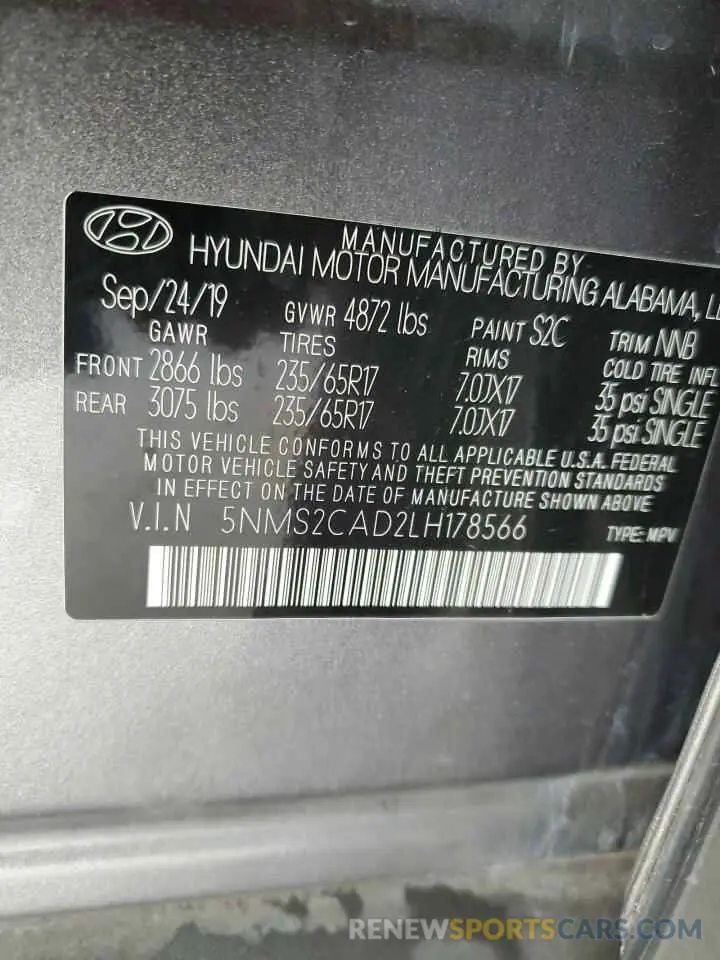 MANUFACTURED BY
HYUNDAI MOTOR MANUFACTURING ALABAMA,
Sep/24/19 GVWR 4872 lbs PAINT S2C TRIM NNB
GAWR TIRES RIMS COLD TIRE INFL
FRONT 2866 lbs 235/65R17 7.0JX17 35 psi SINGLE
REAR 3075 lbs 235/65R17 7.0JX17 35 psi SINGLE
THIS VEHICLE CONFORMS TO ALL APPLICABLE U.S.A. FEDERAL
MOTOR VEHICLE SAFETY AND THEFT PREVENTION STANDARDS
IN EFFECT ON THE DATE OF MANUFACTURE SHOWN ABOVE
V.I.N 5NMS2CAD2LH178566 TYPE: MPV
RENEWSPORTSCARS.COM